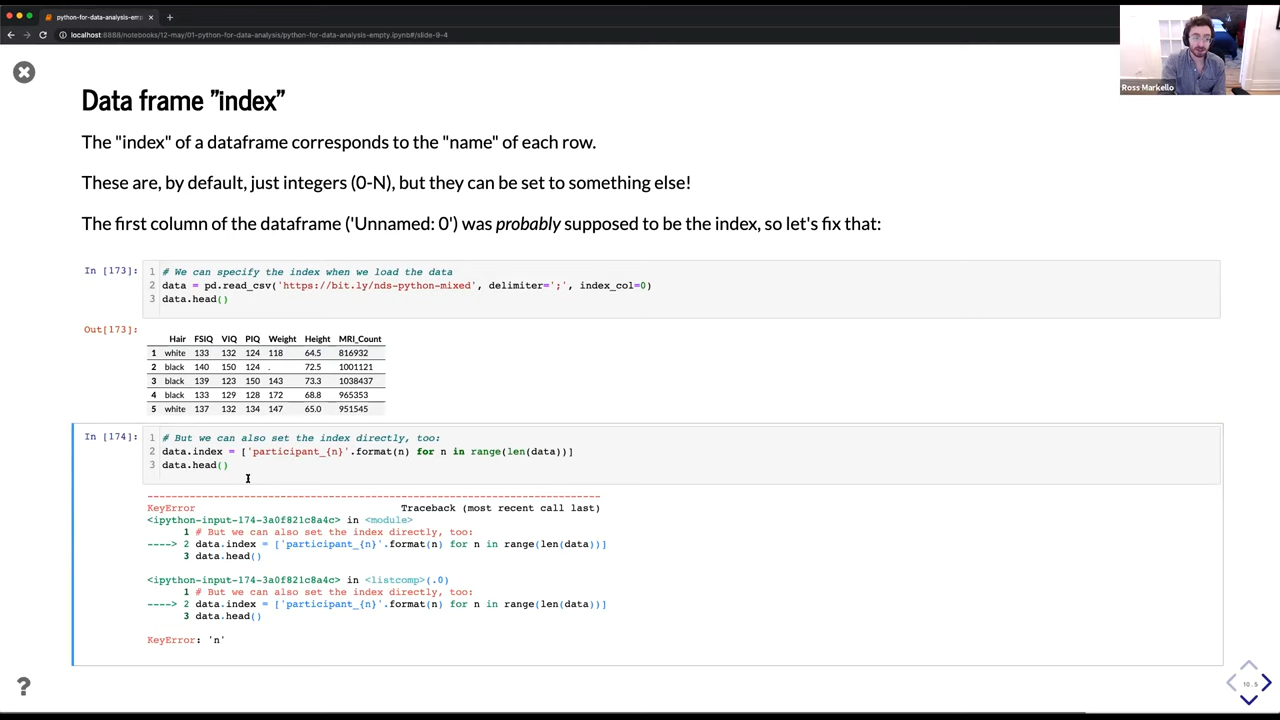 python-for-data-analysis-emp
localhost:8888/notebooks/12-may/01-python-for-data-analysis/python-for-data-analysis-empty.ipynb#/slide-9-4
Ross Markello
Data frame "index"
The "index" of a dataframe corresponds to the "name" of each row.
These are, by default, just integers (0-N), but they can be set to something else!
The first column of the dataframe ('Unnamed: 0') was probably supposed to be the index, so let's fix that:
In [173]:
1 # We can specify the index when we load the data
2 data = pd.read_csv('https://bit.ly/nds-python-mixed', delimiter=';', index_col=0)
3 data.head()
Out[173]:
Hair FSIQ VIQ PIQ Weight Height MRI_Count
1 white 133 132 124 118 64.5 816932
2 black 140 150 124 . 72.5 1001121
3 black 139 123 150 143 73.3 1038437
4 black 133 129 128 172 68.8 965353
5 white 137 132 134 147 65.0 951545
In [174]:
1 # But we can also set the index directly, too:
2 data.index = ['participant_{n}'.format(n) for n in range(len(data))]
3 data.head()
---------------------------------------------------------------------------
KeyError Traceback (most recent call last)
<ipython-input-174-3a0f821c8a4c> in <module>
1 # But we can also set the index directly, too:
----> 2 data.index = ['participant_{n}'.format(n) for n in range(len(data))]
3 data.head()
<ipython-input-174-3a0f821c8a4c> in <listcomp>(.0)
1 # But we can also set the index directly, too:
----> 2 data.index = ['participant_{n}'.format(n) for n in range(len(data))]
3 data.head()
KeyError: 'n'
?
10.5